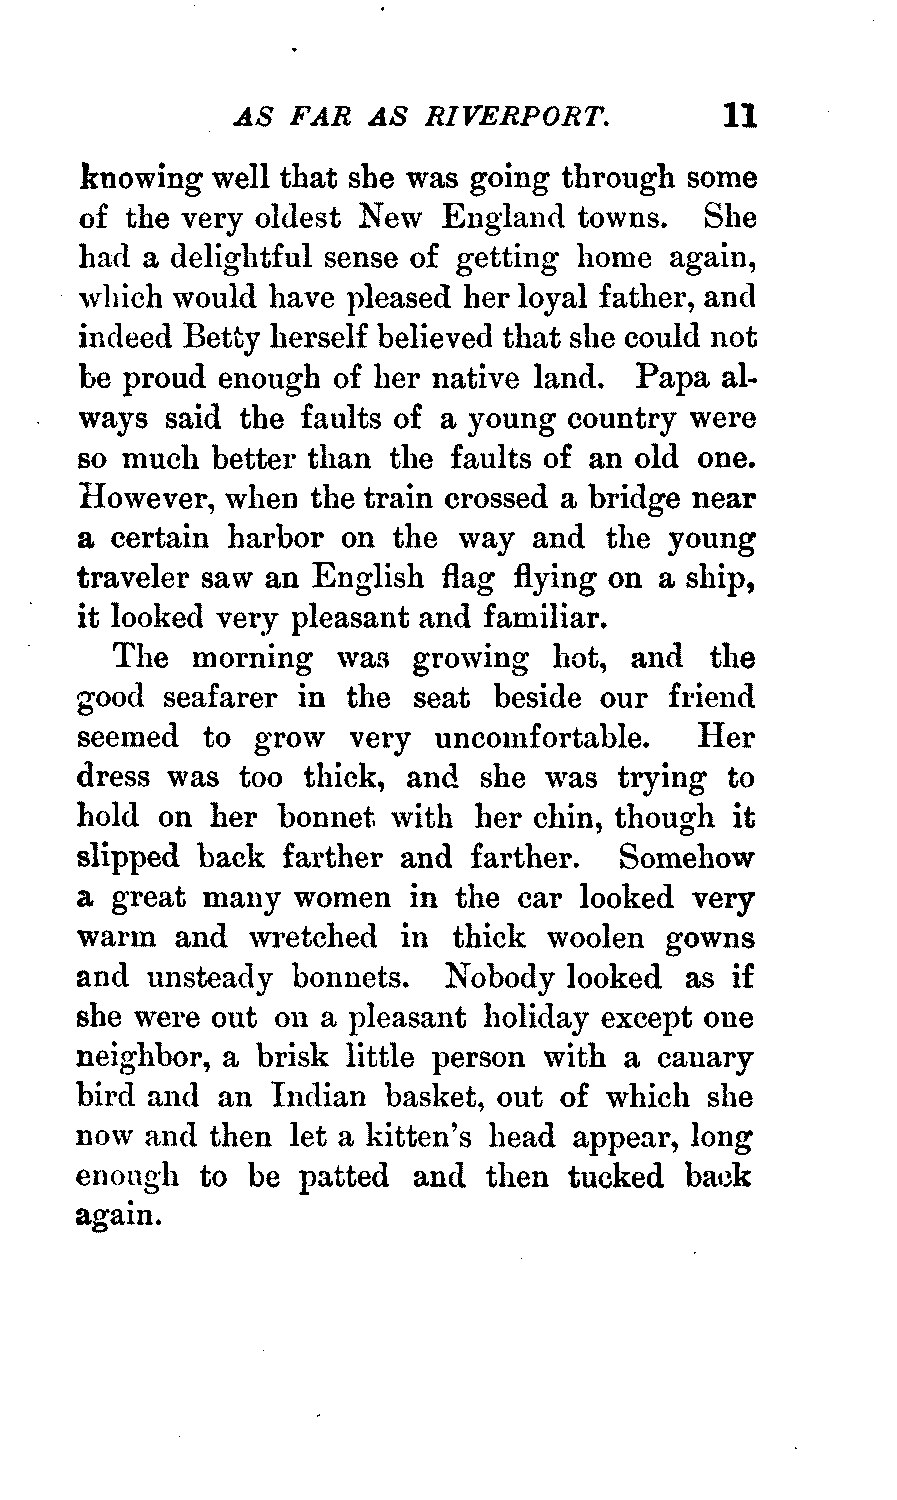 AS FAR AS RIVERPORT. 11
knowing well that she was going through some
of the very oldest New England towns. She
had a delightful sense of getting home again,
which would have pleased her loyal father, and
indeed Betty herself believed that she could not
be proud enough of her native land. Papa al-
ways said the faults of a young country were
so much better than the faults of an old one.
However, when the train crossed a bridge near
a certain harbor on the way and the young
traveler saw an English flag flying on a ship,
it looked very pleasant and familiar.
The morning was growing hot, and the
good seafarer in the seat beside our friend
seemed to grow very uncomfortable. Her
dress was too thick, and she was trying to
hold on her bonnet with her chin, though it
slipped back farther and farther. Somehow
a great many women in the car looked very
warm and wretched in thick woolen gowns
and unsteady bonnets. Nobody looked as if
she were out on a pleasant holiday except one
neighbor, a brisk little person with a canary
bird and an Indian basket, out of which she
now and then let a kitten's head appear, long
enough to be patted and then tucked back
again.